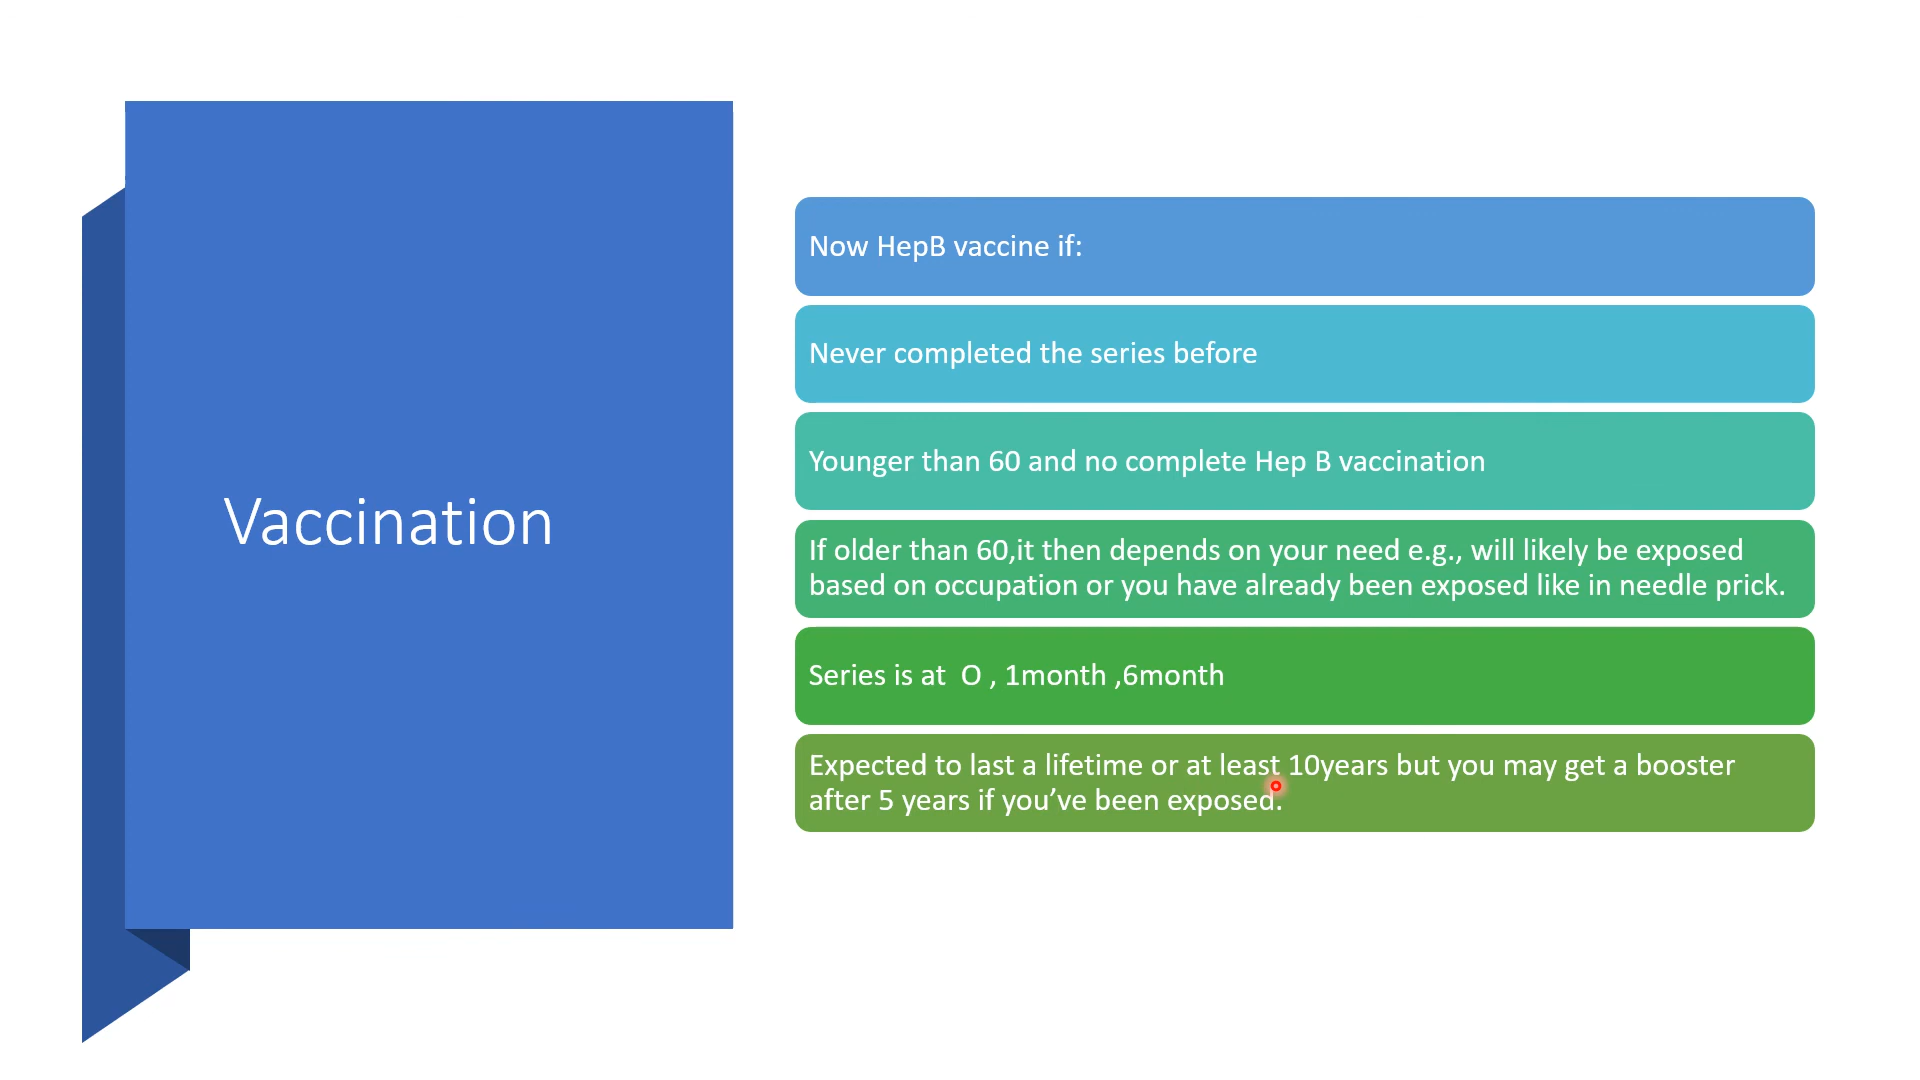 Vaccination
Now HepB vaccine if:
Never completed the series before
Younger than 60 and no complete Hep B vaccination
If older than 60,it then depends on your need e.g., will likely be exposed
based on occupation or you have already been exposed like in needle prick.
Series is at  O , 1month ,6month
Expected to last a lifetime or at least 10years but you may get a booster
after 5 years if you’ve been exposed.